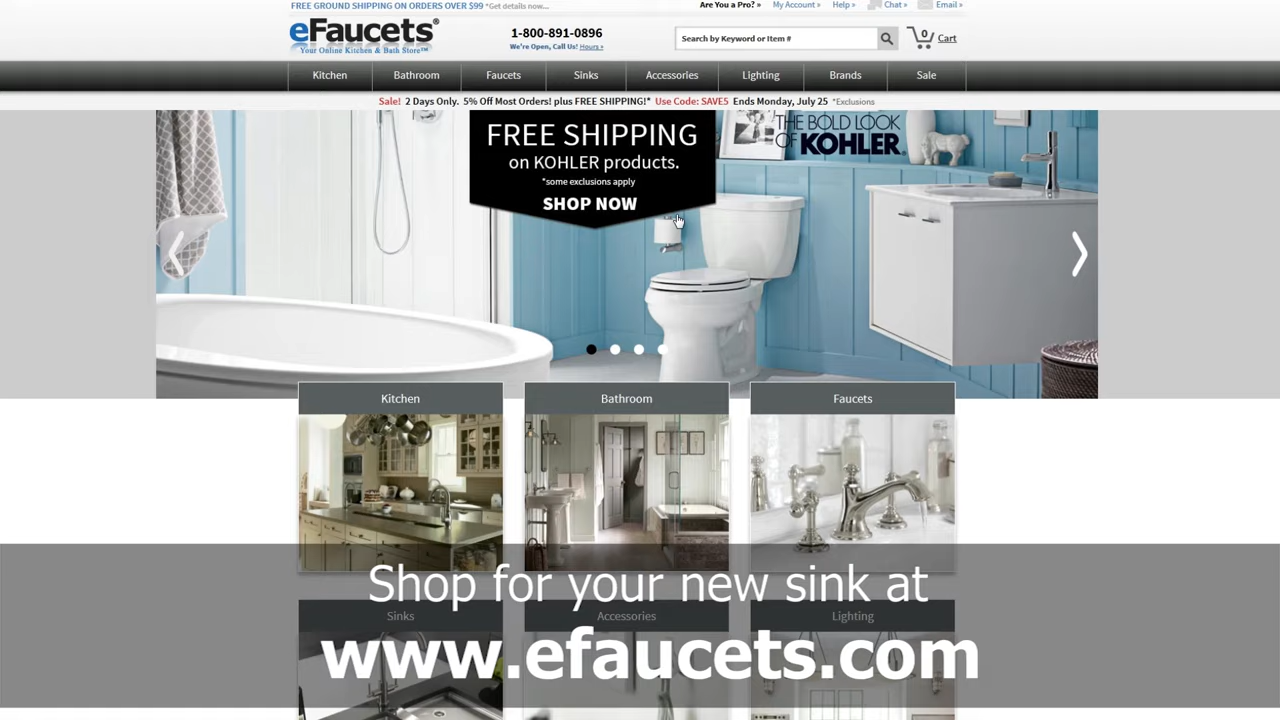 FREE GROUND SHIPPING ON ORDERS OVER $99 *Get details now...
Are You a Pro? »
My Account »
Help »
Chat »
Email »
eFaucets®
Your Online Kitchen & Bath Store™
1-800-891-0896
We're Open, Call Us! Hours »
Search by Keyword or Item #
0
Cart
Kitchen
Bathroom
Faucets
Sinks
Accessories
Lighting
Brands
Sale
Sale! 2 Days Only. 5% Off Most Orders! plus FREE SHIPPING!* Use Code: SAVE5 Ends Monday, July 25 *Exclusions
FREE SHIPPING
on KOHLER products.
*some exclusions apply
SHOP NOW
THE BOLD LOOK
OF KOHLER.
Kitchen
Bathroom
Faucets
Shop for your new sink at
Sinks
Accessories
Lighting
www.efaucets.com